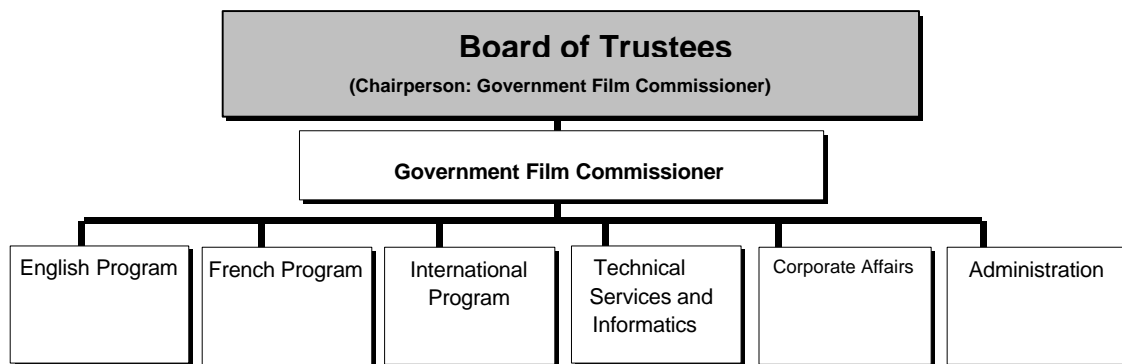 Board of Trustees
(Chairperson: Government Film Commissioner)
Government Film Commissioner
English Program
French Program
International
Program
Technical
Services and
Informatics
Corporate Affairs
Administration